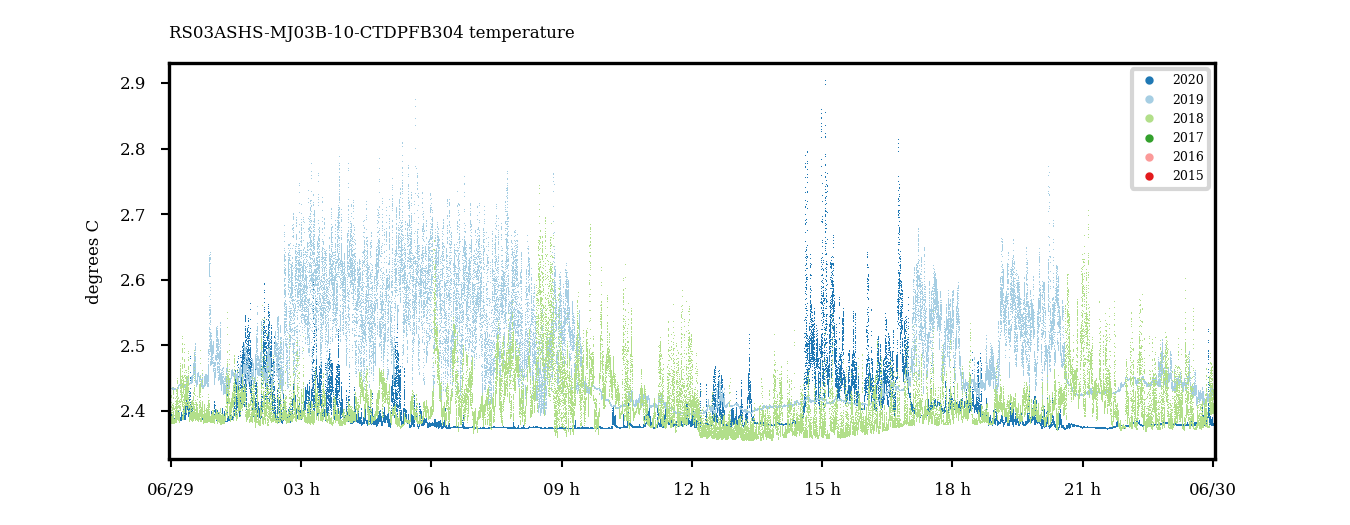 RS03ASHS-MJ03B-10-CTDPFB304 temperature
2.9
2.8
2.7
2.6
2.5
2.4
degrees C
2020
2019
2018
2017
2016
2015
06/29
03 h
06 h
09 h
12 h
15 h
18 h
21 h
06/30